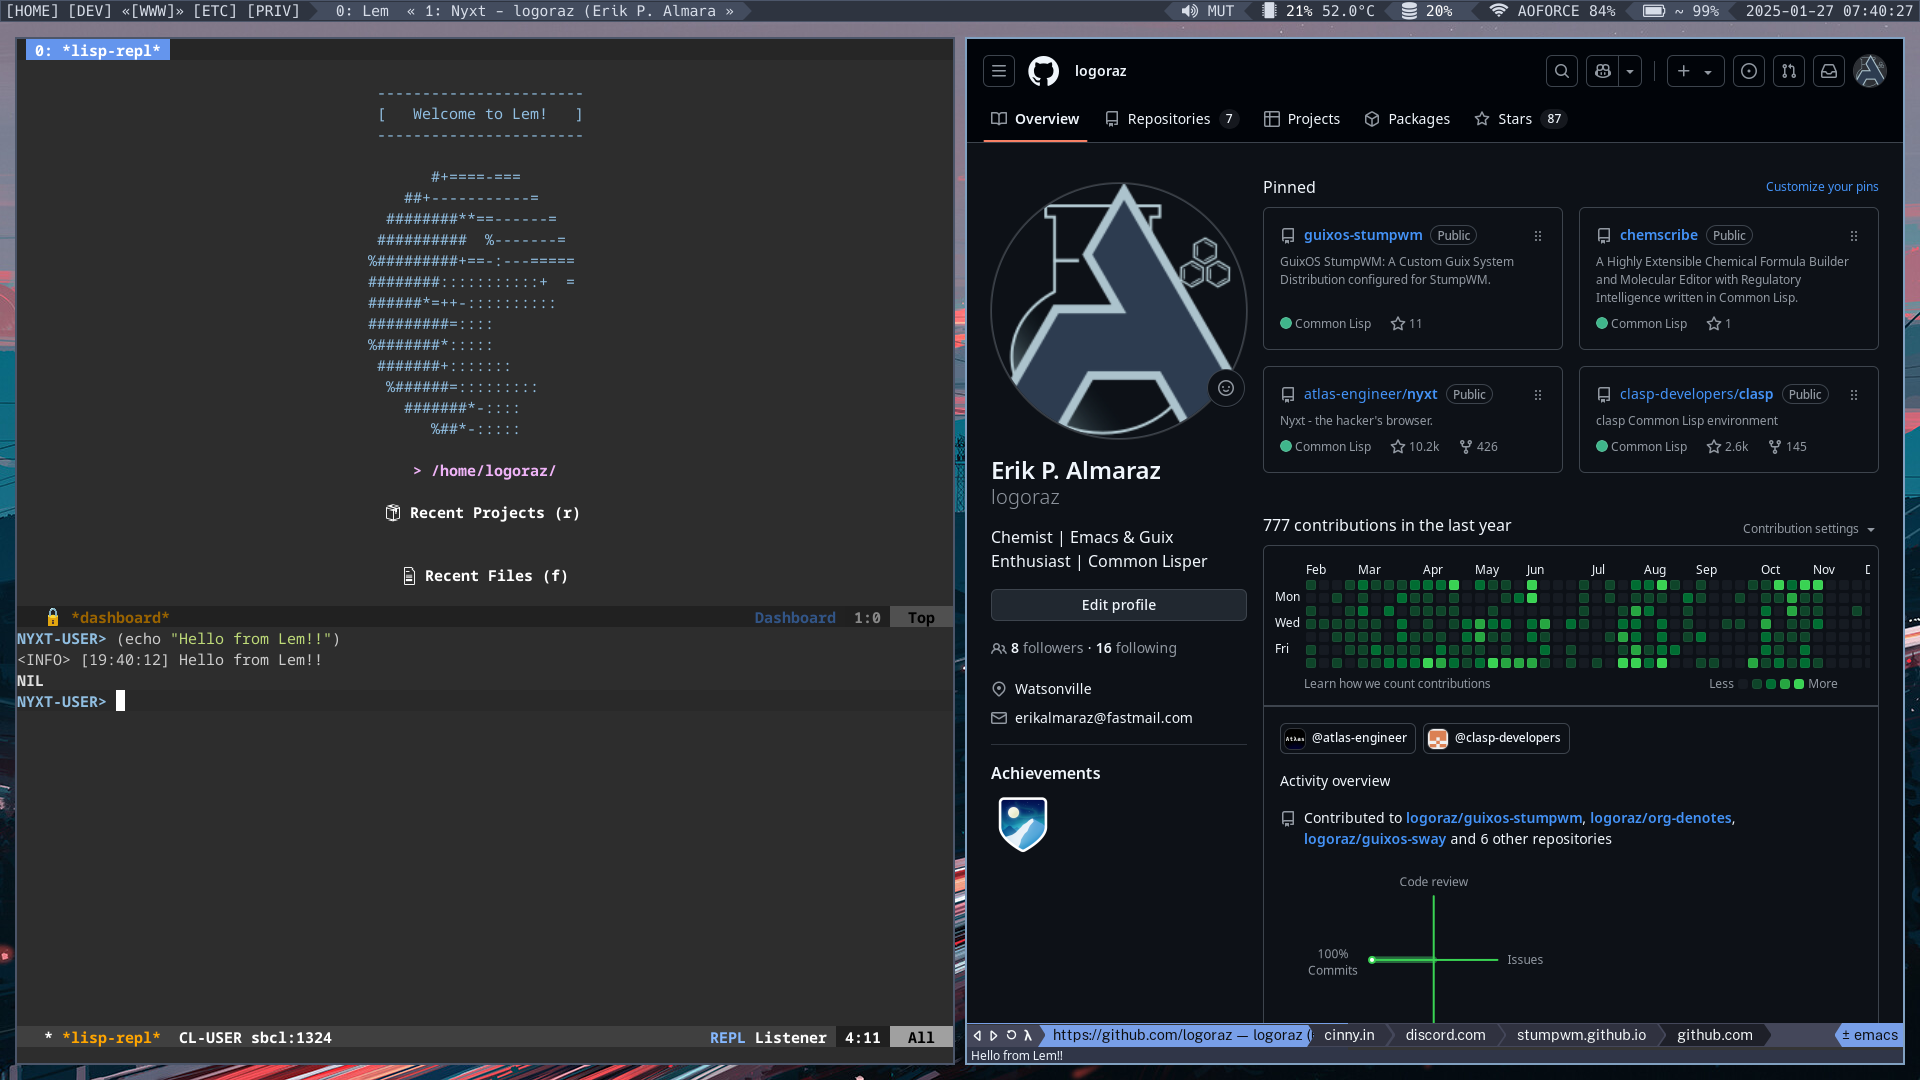 [HOME] [DEV] «[WWW]» [ETC] [PRIV] 0: Lem « 1: Nyxt - logoraz (Erik P. Almara » MUT 21% 52.0°C 20% AOFORCE 84% ~ 99% 2025-01-27 07:40:27
0: *lisp-repl*
-----------------------
[   Welcome to Lem!   ]
-----------------------
#+====-===
##+-----------=
########**==------=
##########  %-------=
%#########+==-:---=====
########:::::::::::+  =
######*=++-::::::::::
#########=::::
%#######*:::::
#######+:::::::
%######=:::::::::
#######*-::::
%##*-:::::
> /home/logoraz/
Recent Projects (r)
Recent Files (f)
*dashboard* Dashboard 1:0 Top
NYXT-USER> (echo "Hello from Lem!!")
<INFO> [19:40:12] Hello from Lem!!
NIL
NYXT-USER>
* *lisp-repl* CL-USER sbcl:1324 REPL Listener 4:11 All
logoraz
Overview Repositories 7 Projects Packages Stars 87
Erik P. Almaraz
logoraz
Chemist | Emacs & Guix
Enthusiast | Common Lisper
Edit profile
8 followers · 16 following
Watsonville
erikalmaraz@fastmail.com
Achievements
Pinned Customize your pins
guixos-stumpwm Public
GuixOS StumpWM: A Custom Guix System
Distribution configured for StumpWM.
Common Lisp 11
chemscribe Public
A Highly Extensible Chemical Formula Builder
and Molecular Editor with Regulatory
Intelligence written in Common Lisp.
Common Lisp 1
atlas-engineer/nyxt Public
Nyxt - the hacker's browser.
Common Lisp 10.2k 426
clasp-developers/clasp Public
clasp Common Lisp environment
Common Lisp 2.6k 145
777 contributions in the last year Contribution settings
Feb Mar Apr May Jun Jul Aug Sep Oct Nov D
Mon
Wed
Fri
Learn how we count contributions Less More
Atlas @atlas-engineer @clasp-developers
Activity overview
Contributed to logoraz/guixos-stumpwm, logoraz/org-denotes,
logoraz/guixos-sway and 6 other repositories
Code review
100%
Commits
Issues
λ https://github.com/logoraz — logoraz ( cinny.in discord.com stumpwm.github.io github.com ± emacs
Hello from Lem!!